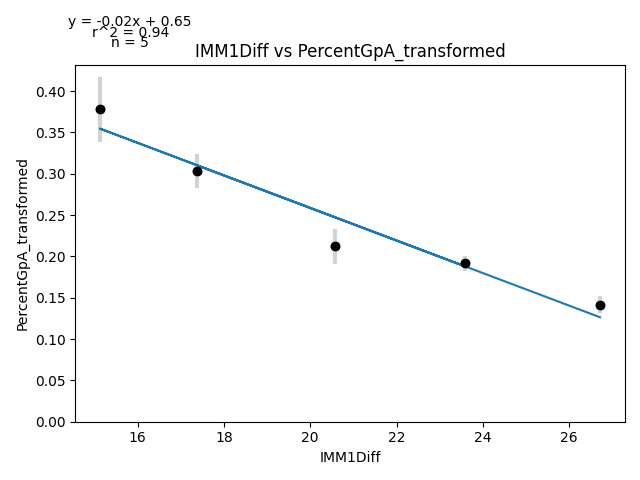 y = -0.02x + 0.65
r^2 = 0.94
n = 5
IMM1Diff vs PercentGpA_transformed
PercentGpA_transformed
0.40
0.35
0.30
0.25
0.20
0.15
0.10
0.05
0.00
16 18 20 22 24 26
IMM1Diff